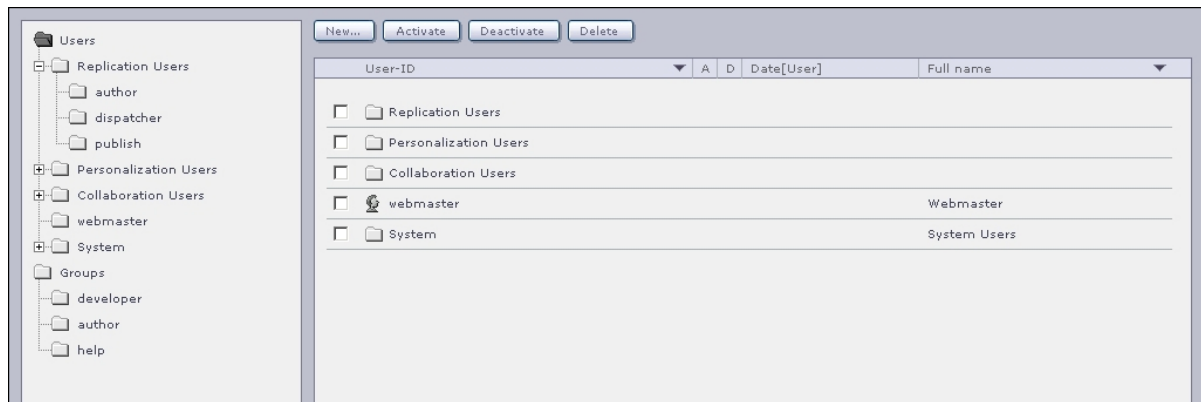 Users
Replication Users
author
dispatcher
publish
Personalization Users
Collaboration Users
webmaster
System
Groups
developer
author
help
New... Activate Deactivate Delete
User-ID A D Date[User] Full name
Replication Users
Personalization Users
Collaboration Users
webmaster Webmaster
System System Users